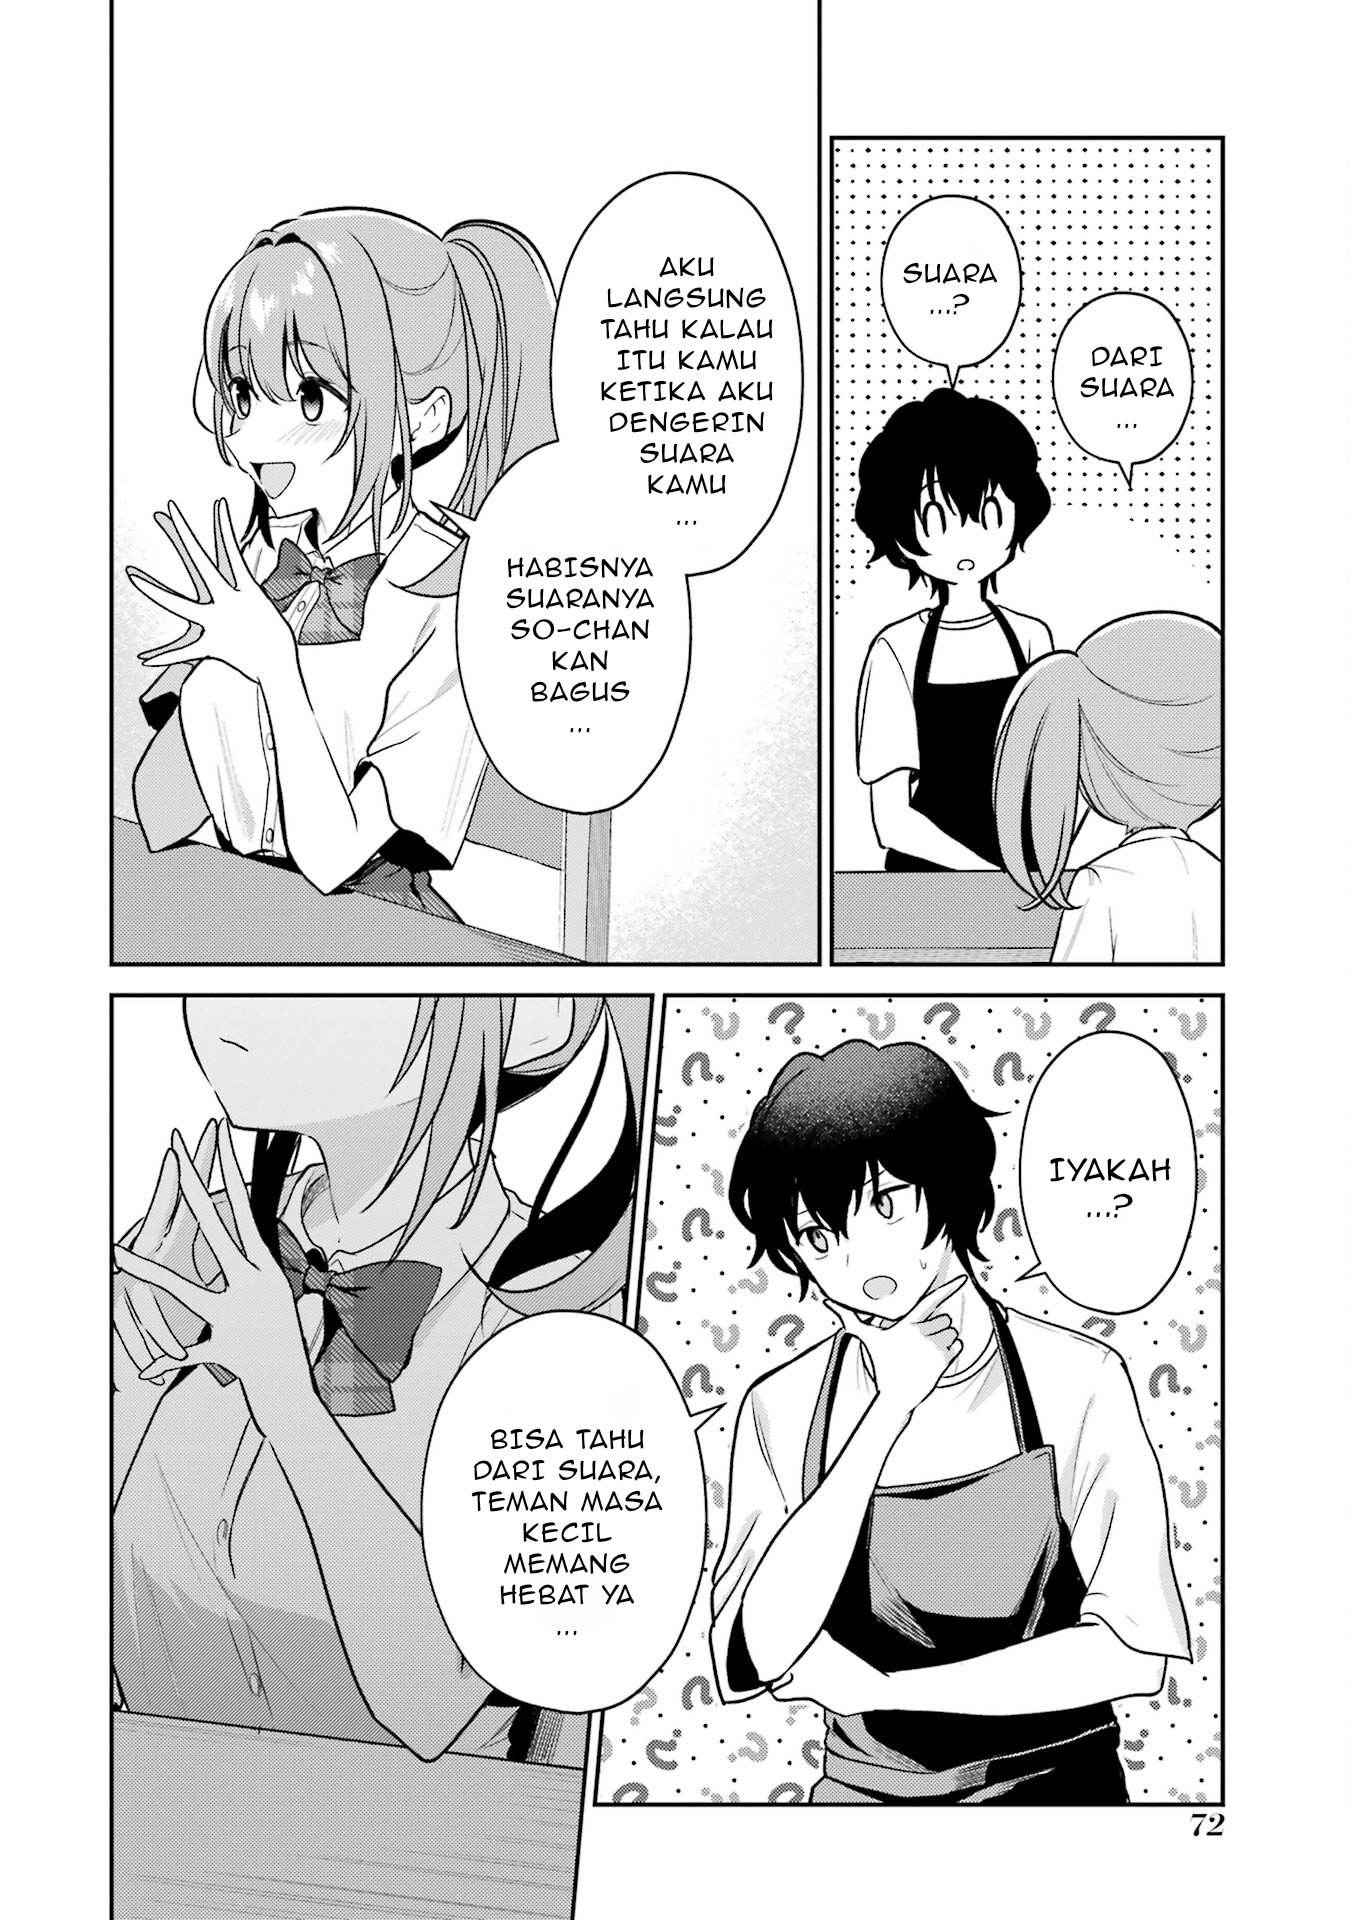 DARI
SUARA
...
SUARA
...?
AKU
LANGSUNG
TAHU KALAU
ITU KAMU
KETIKA AKU
DENGERIN
SUARA
KAMU
...
HABISNYA
SUARANYA
SO-CHAN
KAN
BAGUS
...
IYAKAH
...?
BISA TAHU
DARI SUARA,
TEMAN MASA
KECIL
MEMANG
HEBAT YA
...
72